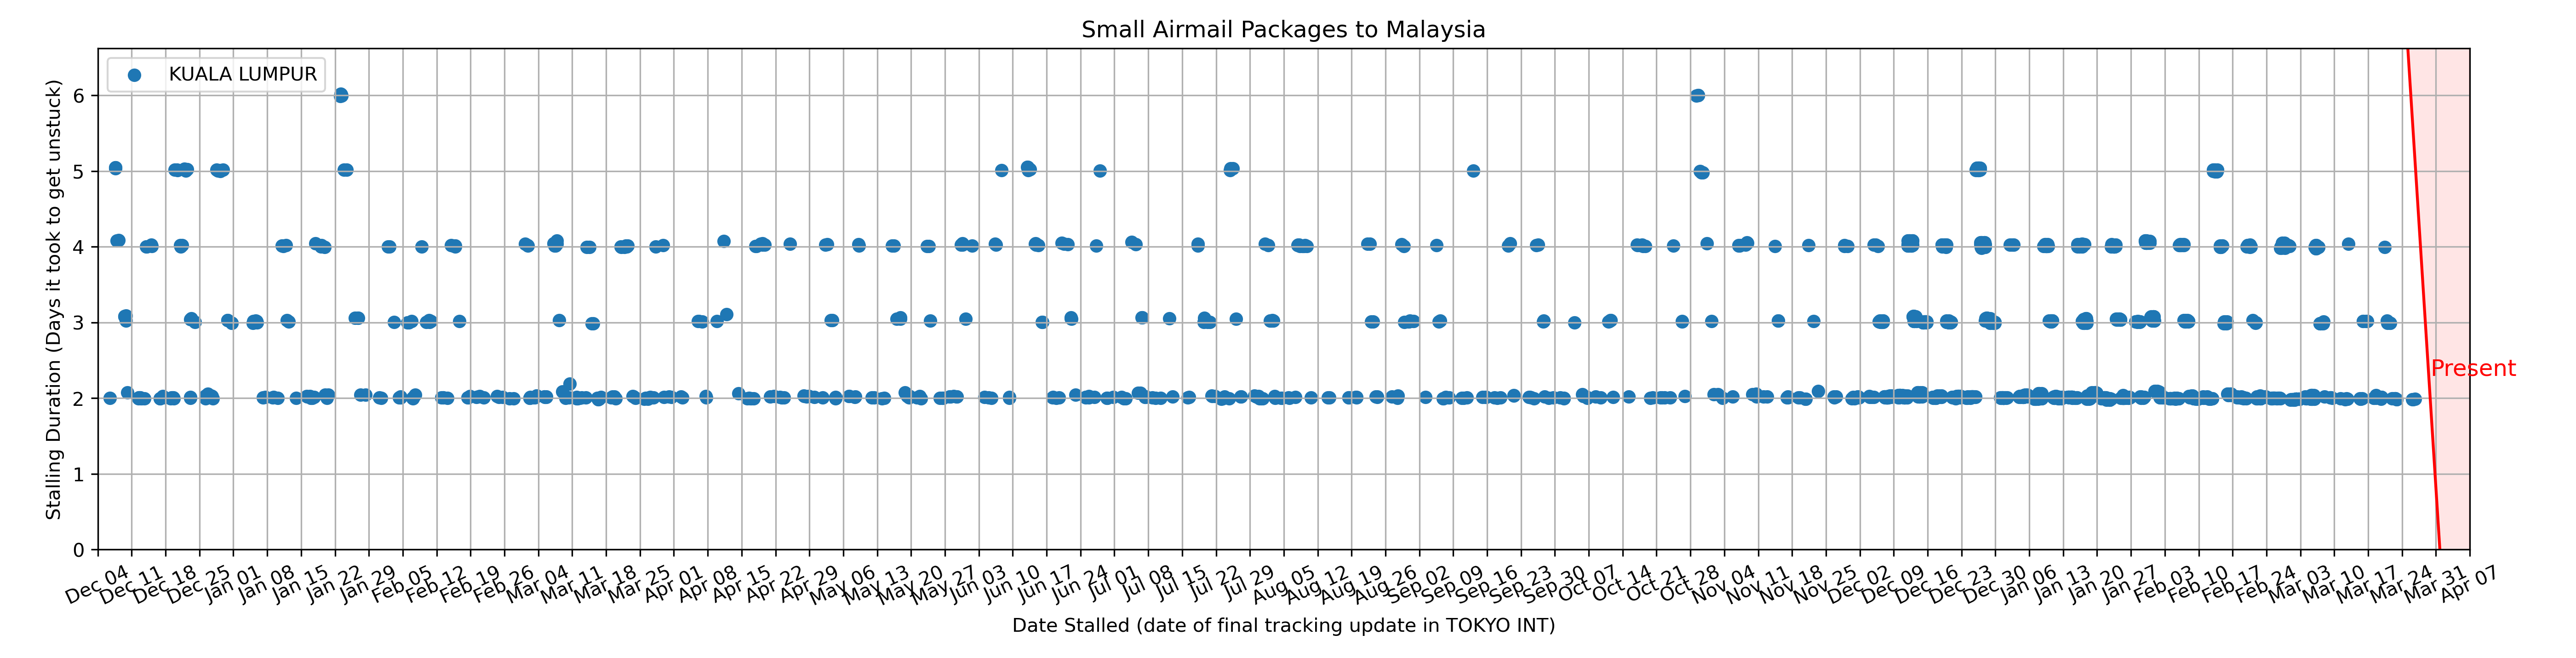 Small Airmail Packages to Malaysia
KUALA LUMPUR
Stalling Duration (Days it took to get unstuck)
6
5
4
3
2
1
0
Present
Dec 04
Dec 11
Dec 18
Dec 25
Jan 01
Jan 08
Jan 15
Jan 22
Jan 29
Feb 05
Feb 12
Feb 19
Feb 26
Mar 04
Mar 11
Mar 18
Mar 25
Apr 01
Apr 08
Apr 15
Apr 22
Apr 29
May 06
May 13
May 20
May 27
Jun 03
Jun 10
Jun 17
Jun 24
Jul 01
Jul 08
Jul 15
Jul 22
Jul 29
Aug 05
Aug 12
Aug 19
Aug 26
Sep 02
Sep 09
Sep 16
Sep 23
Sep 30
Oct 07
Oct 14
Oct 21
Oct 28
Nov 04
Nov 11
Nov 18
Nov 25
Dec 02
Dec 09
Dec 16
Dec 23
Dec 30
Jan 06
Jan 13
Jan 20
Jan 27
Feb 03
Feb 10
Feb 17
Feb 24
Mar 03
Mar 10
Mar 17
Mar 24
Mar 31
Apr 07
Date Stalled (date of final tracking update in TOKYO INT)